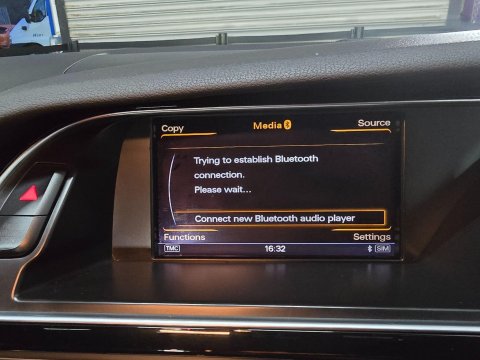 Copy
Media
Source
Trying to establish Bluetooth
connection.
Please wait...
Connect new Bluetooth audio player
Functions
Settings
TMC
16:32
SIM